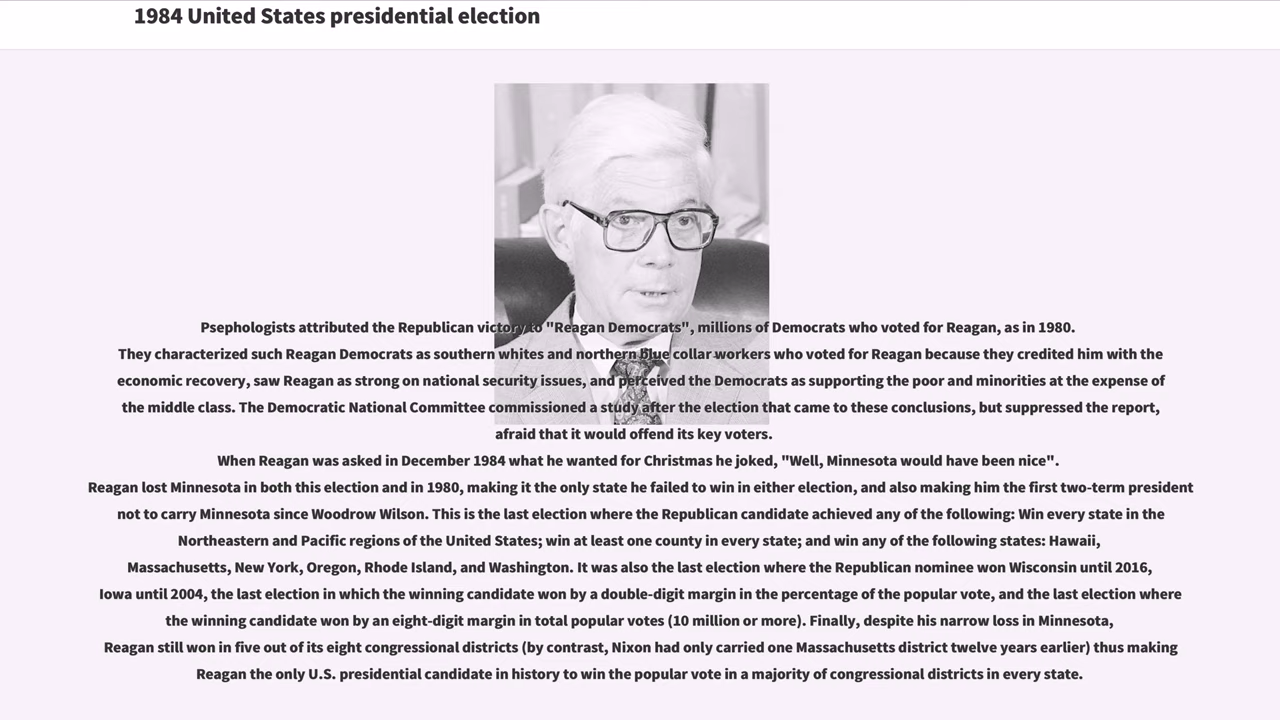 1984 United States presidential election
Psephologists attributed the Republican victory to "Reagan Democrats", millions of Democrats who voted for Reagan, as in 1980.
They characterized such Reagan Democrats as southern whites and northern blue collar workers who voted for Reagan because they credited him with the
economic recovery, saw Reagan as strong on national security issues, and perceived the Democrats as supporting the poor and minorities at the expense of
the middle class. The Democratic National Committee commissioned a study after the election that came to these conclusions, but suppressed the report,
afraid that it would offend its key voters.
When Reagan was asked in December 1984 what he wanted for Christmas he joked, "Well, Minnesota would have been nice".
Reagan lost Minnesota in both this election and in 1980, making it the only state he failed to win in either election, and also making him the first two-term president
not to carry Minnesota since Woodrow Wilson. This is the last election where the Republican candidate achieved any of the following: Win every state in the
Northeastern and Pacific regions of the United States; win at least one county in every state; and win any of the following states: Hawaii,
Massachusetts, New York, Oregon, Rhode Island, and Washington. It was also the last election where the Republican nominee won Wisconsin until 2016,
Iowa until 2004, the last election in which the winning candidate won by a double-digit margin in the percentage of the popular vote, and the last election where
the winning candidate won by an eight-digit margin in total popular votes (10 million or more). Finally, despite his narrow loss in Minnesota,
Reagan still won in five out of its eight congressional districts (by contrast, Nixon had only carried one Massachusetts district twelve years earlier) thus making
Reagan the only U.S. presidential candidate in history to win the popular vote in a majority of congressional districts in every state.